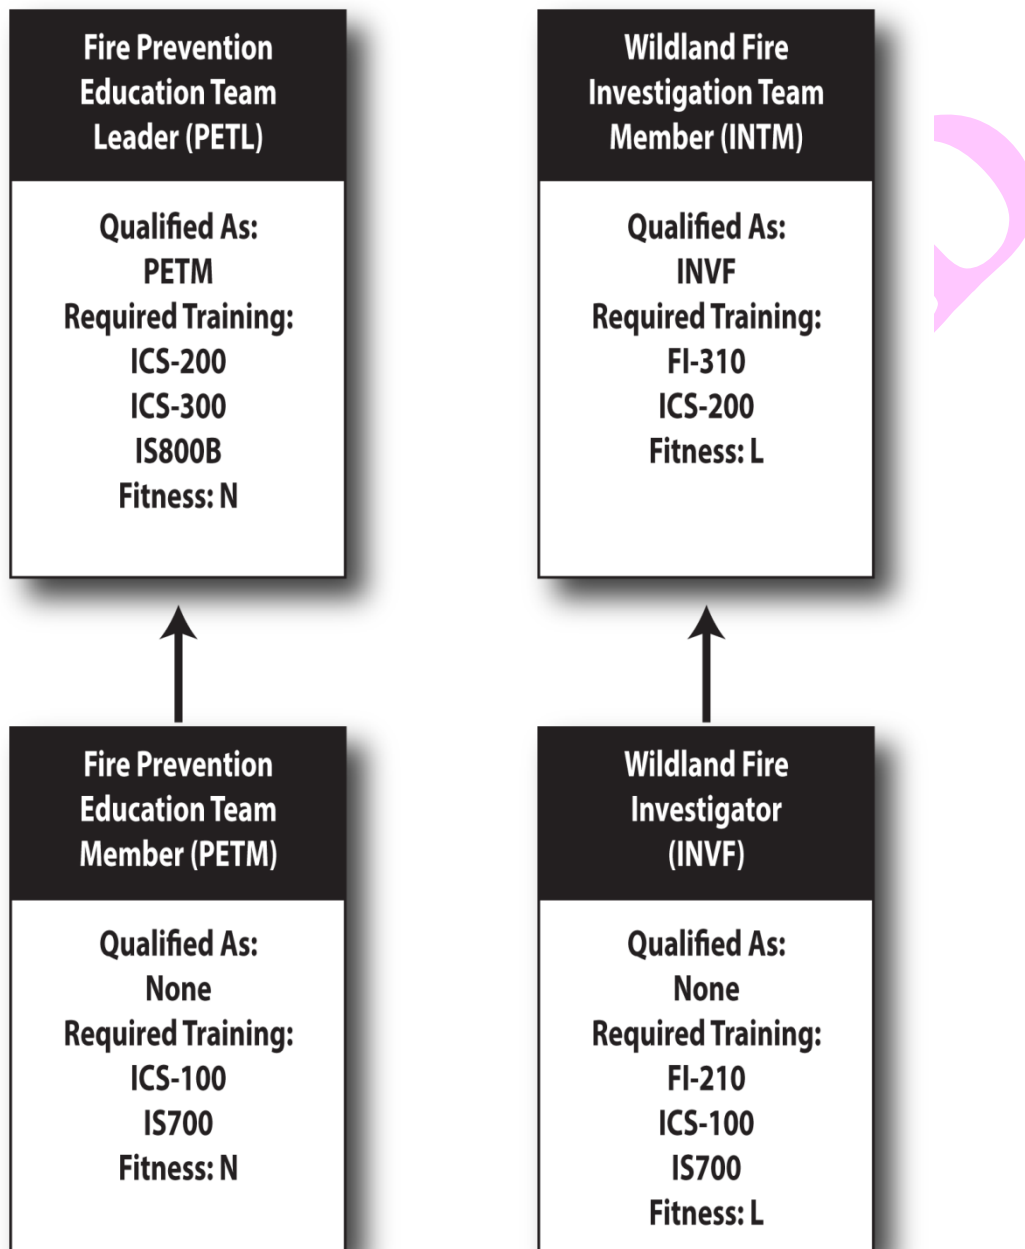 Fire Prevention
Education Team
Leader (PETL)
Qualified As:
PETM
Required Training:
ICS-200
ICS-300
IS800B
Fitness: N
Wildland Fire
Investigation Team
Member (INTM)
Qualified As:
INVF
Required Training:
FI-310
ICS-200
Fitness: L
Fire Prevention
Education Team
Member (PETM)
Qualified As:
None
Required Training:
ICS-100
IS700
Fitness: N
Wildland Fire
Investigator
(INVF)
Qualified As:
None
Required Training:
FI-210
ICS-100
IS700
Fitness: L